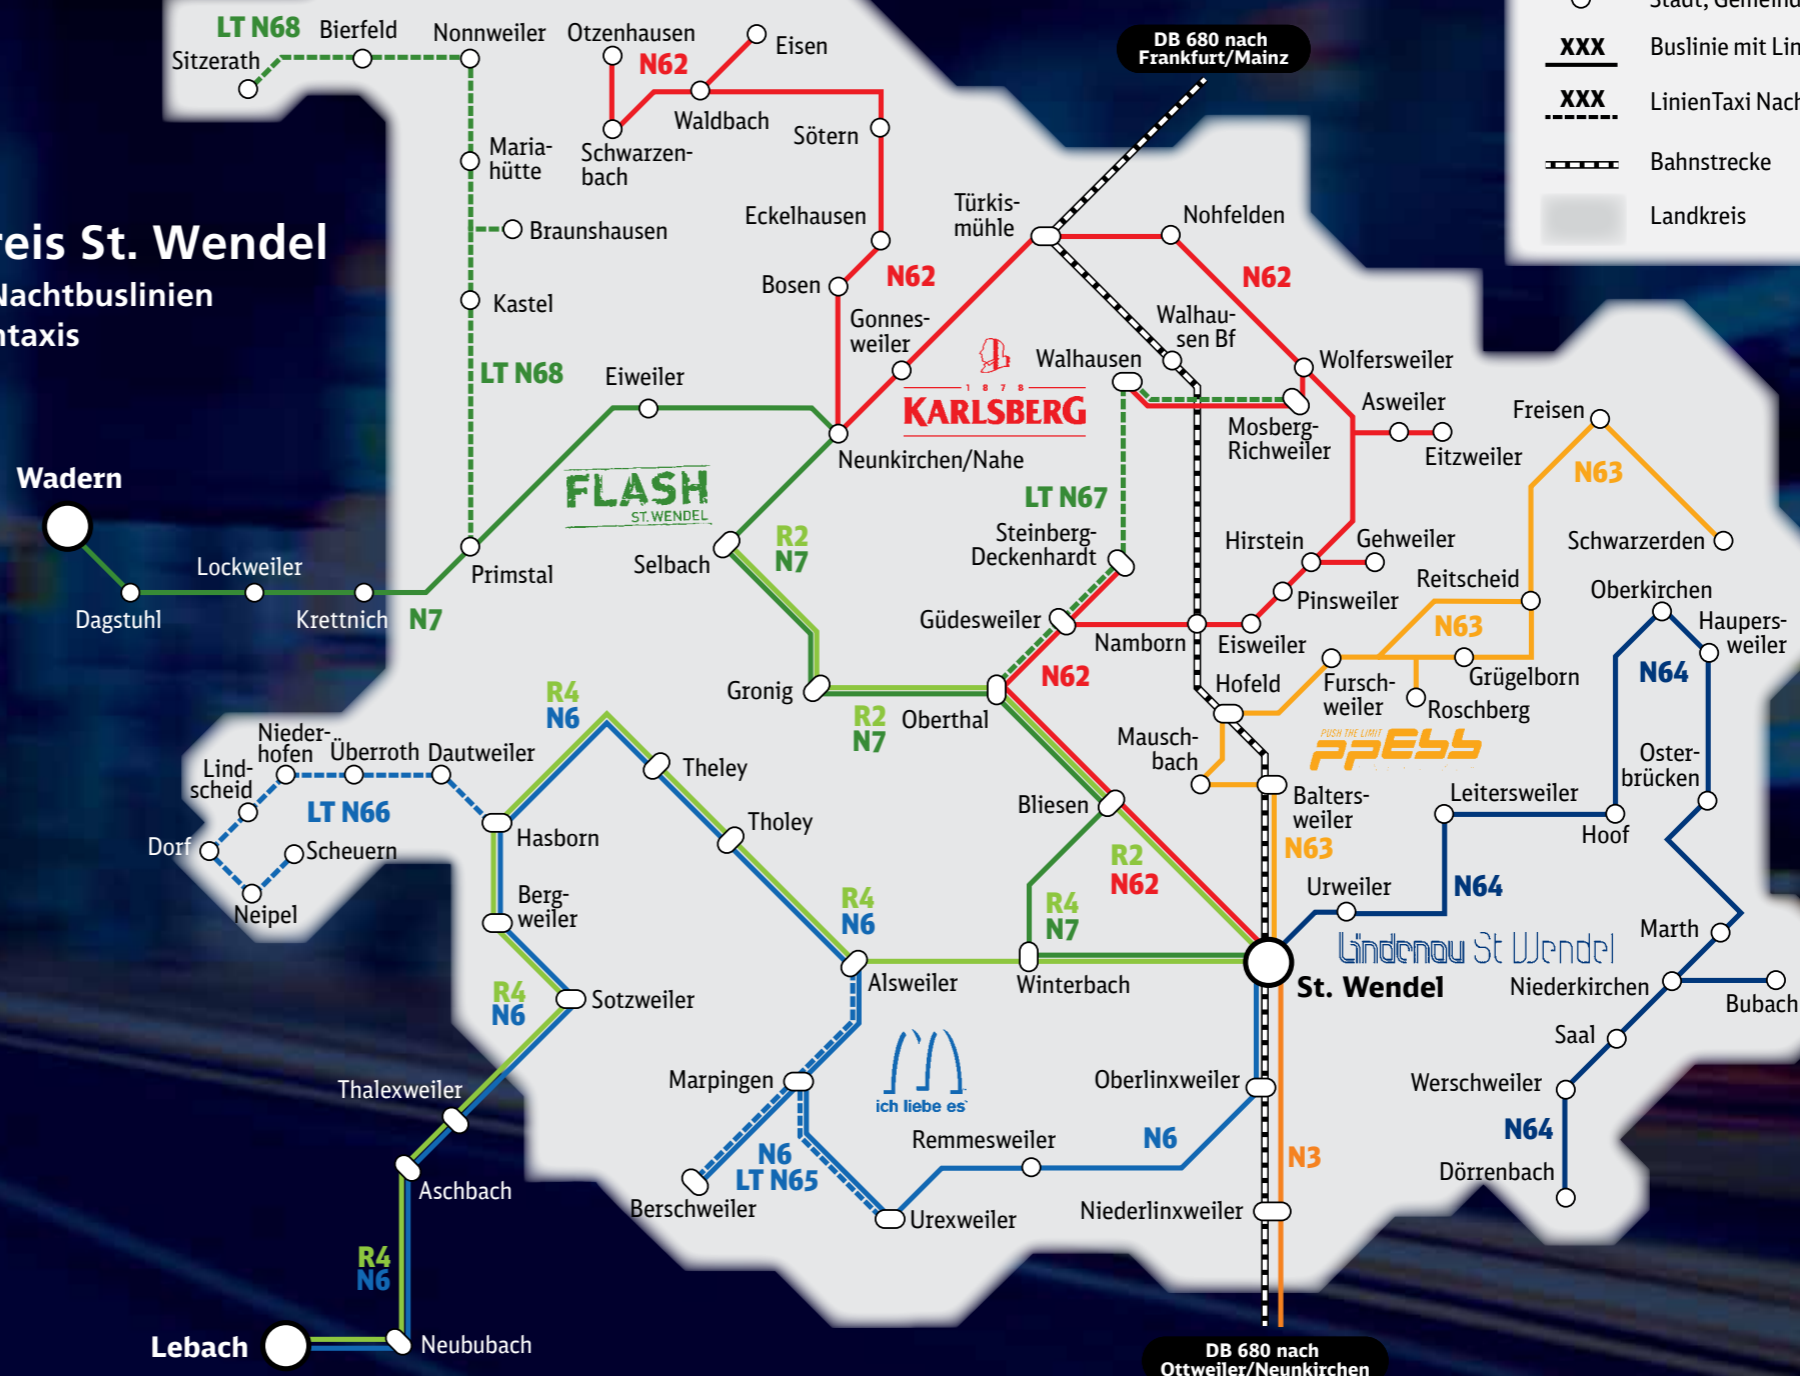 LT N68
Bierfeld
Nonnweiler
Otzenhausen
Eisen
Sitzerath
N62
DB 680 nach
Frankfurt/Mainz
XXX
Buslinie mit
XXX
LinienTaxi
Bahnstrecke
Landkreis
Waldbach
Sötern
Maria-
hütte
Schwarzen-
bach
Braunshausen
Eckelhausen
Türkis-
mühle
Nohfelden
St. Wendel
Nachtbuslinien
Kastel
Bosen
N62
N62
Gonnes-
weiler
Walhau-
sen Bf
LT N68
Eiweiler
Walhausen
Wolfersweiler
1878
KARLSBERG
Asweiler
Freisen
Mosberg-
Richweiler
Eitzweiler
Neunkirchen/Nahe
N63
Wadern
FLASH
ST. WENDEL
LT N67
R2
N7
Steinberg-
Deckenhardt
Hirstein
Gehweiler
Schwarzerden
Selbach
Lockweiler
Primstal
Reitscheid
Oberkirchen
Pinsweiler
Dagstuhl
Krettnich
N7
Güdesweiler
Namborn
Eisweiler
N63
Haupers-
weiler
Gronig
R4
N6
N62
Hofeld
Fursch-
weiler
Grügelborn
N64
R2
N7
Oberthal
Roschberg
Nieder-
hofen
Überroth
Dautweiler
Mausch-
bach
PUSH THE LIMIT
ppEss
Lind-
scheid
Theley
Oster-
brücken
LT N66
Bliesen
Balters-
weiler
Leitersweiler
Hoof
Tholey
Hasborn
Dorf
Scheuern
R2
N62
N63
Neipel
Berg-
weiler
R4
N6
R4
N7
Urweiler
N64
Lindenau St Wendel
Marth
Alsweiler
Winterbach
St. Wendel
Niederkirchen
Bubach
R4
N6
Sotzweiler
Saal
Thalexweiler
Marpingen
ich liebe es
Oberlinxweiler
Werschweiler
Remmesweiler
N6
N64
N6
LT N65
N3
Dörrenbach
Aschbach
Berschweiler
Urexweiler
Niederlinxweiler
R4
N6
Lebach
Neububach
DB 680 nach
Ottweiler/Neunkirchen